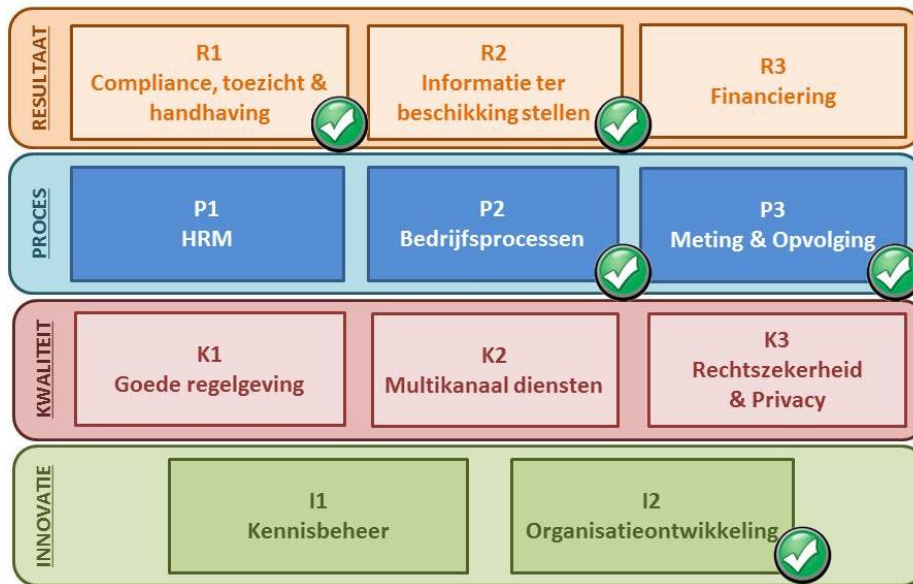 RESULTAAT
R1
Compliance, toezicht &
handhaving
R2
Informatie ter
beschikking stellen
R3
Financiering
PROCES
P1
HRM
P2
Bedrijfsprocessen
P3
Meting & Opvolging
KWALITEIT
K1
Goede regelgeving
K2
Multikanaal diensten
K3
Rechtszekerheid
& Privacy
INNOVATIE
I1
Kennisbeheer
I2
Organisatieontwikkeling